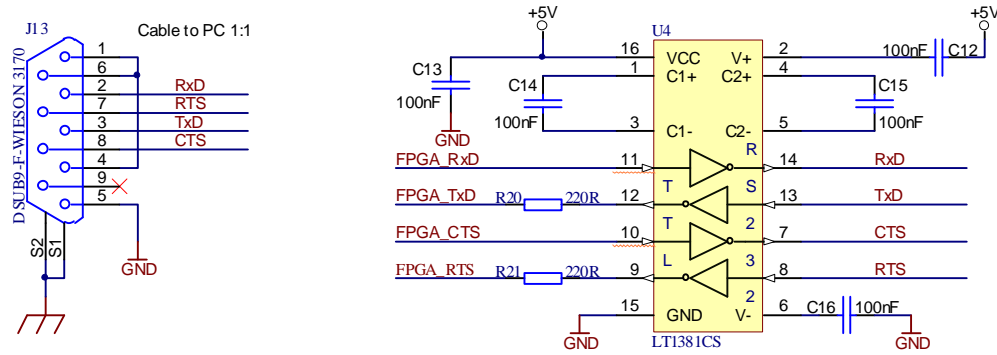 J13
Cable to PC 1:1
DSUB9-F-WIESON 3170
1
6
2 RxD
7 RTS
3 TxD
8 CTS
4
9
5
S2
S1
GND
+5V
+5V
U4
C13
100nF
GND
C14
100nF
16 VCC V+ 2
100nF C12
1 C1+ C2+ 4
C15
100nF
3 C1- C2- 5
R
FPGA_RxD 11 14 RxD
T S
FPGA_TxD R20 220R 12 13 TxD
T 2
FPGA_CTS 10 7 CTS
L 3
FPGA_RTS R21 220R 9 8 RTS
2
15 GND V- 6
C16 100nF
GND
GND
LT1381CS